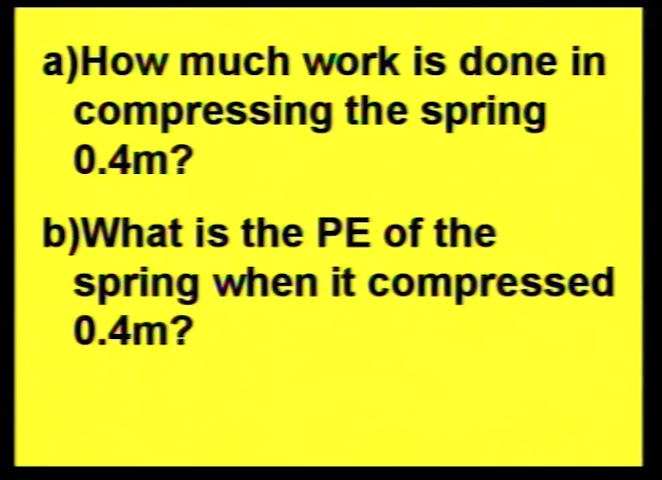 a)How much work is done in
compressing the spring
0.4m?
b)What is the PE of the
spring when it compressed
0.4m?